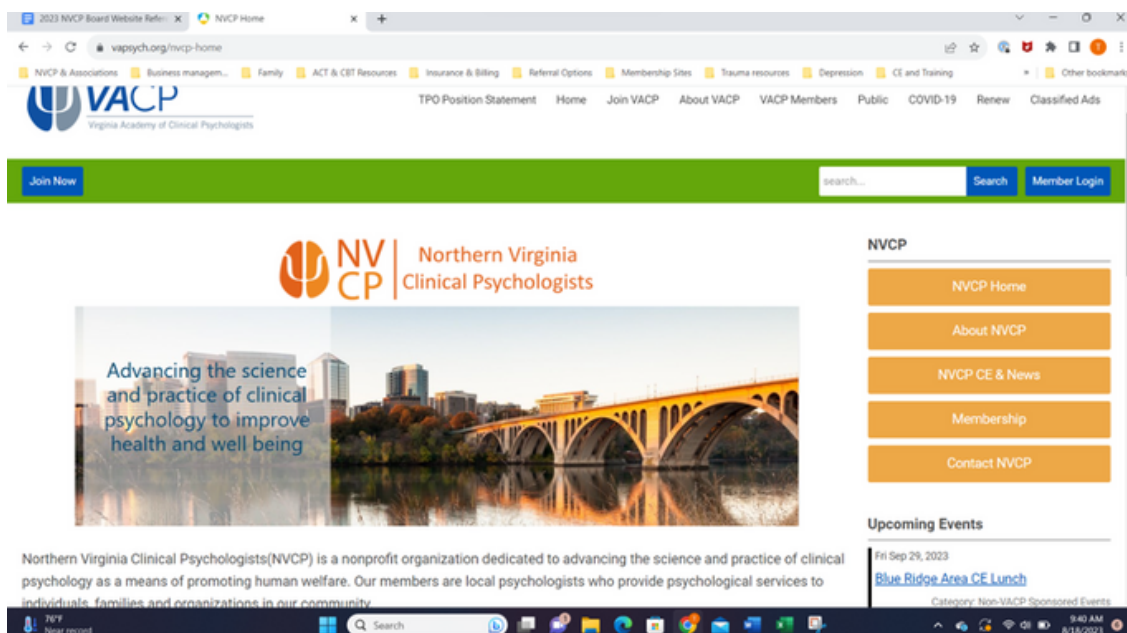 2023 NVCP Board Website Refer
NVCP Home
vapsych.org/nvcp-home
NVCP & Associations
Business managem...
Family
ACT & CBT Resources
Insurance & Billing
Referral Options
Membership Sites
Trauma resources
Depression
CE and Training
»
Other bookmark
VACP
Virginia Academy of Clinical Psychologists
TPO Position Statement
Home
Join VACP
About VACP
VACP Members
Public
COVID-19
Renew
Classified Ads
Join Now
search...
Search
Member Login
NV
CP
Northern Virginia
Clinical Psychologists
Advancing the science
and practice of clinical
psychology to improve
health and well being
Northern Virginia Clinical Psychologists(NVCP) is a nonprofit organization dedicated to advancing the science and practice of clinical
psychology as a means of promoting human welfare. Our members are local psychologists who provide psychological services to
individuals, families and organizations in our community
NVCP
NVCP Home
About NVCP
NVCP CE & News
Membership
Contact NVCP
Upcoming Events
Fri Sep 29, 2023
Blue Ridge Area CE Lunch
Category: Non-VACP Sponsored Events
76°F
Near record
Search
9:40 AM
8/18/2023